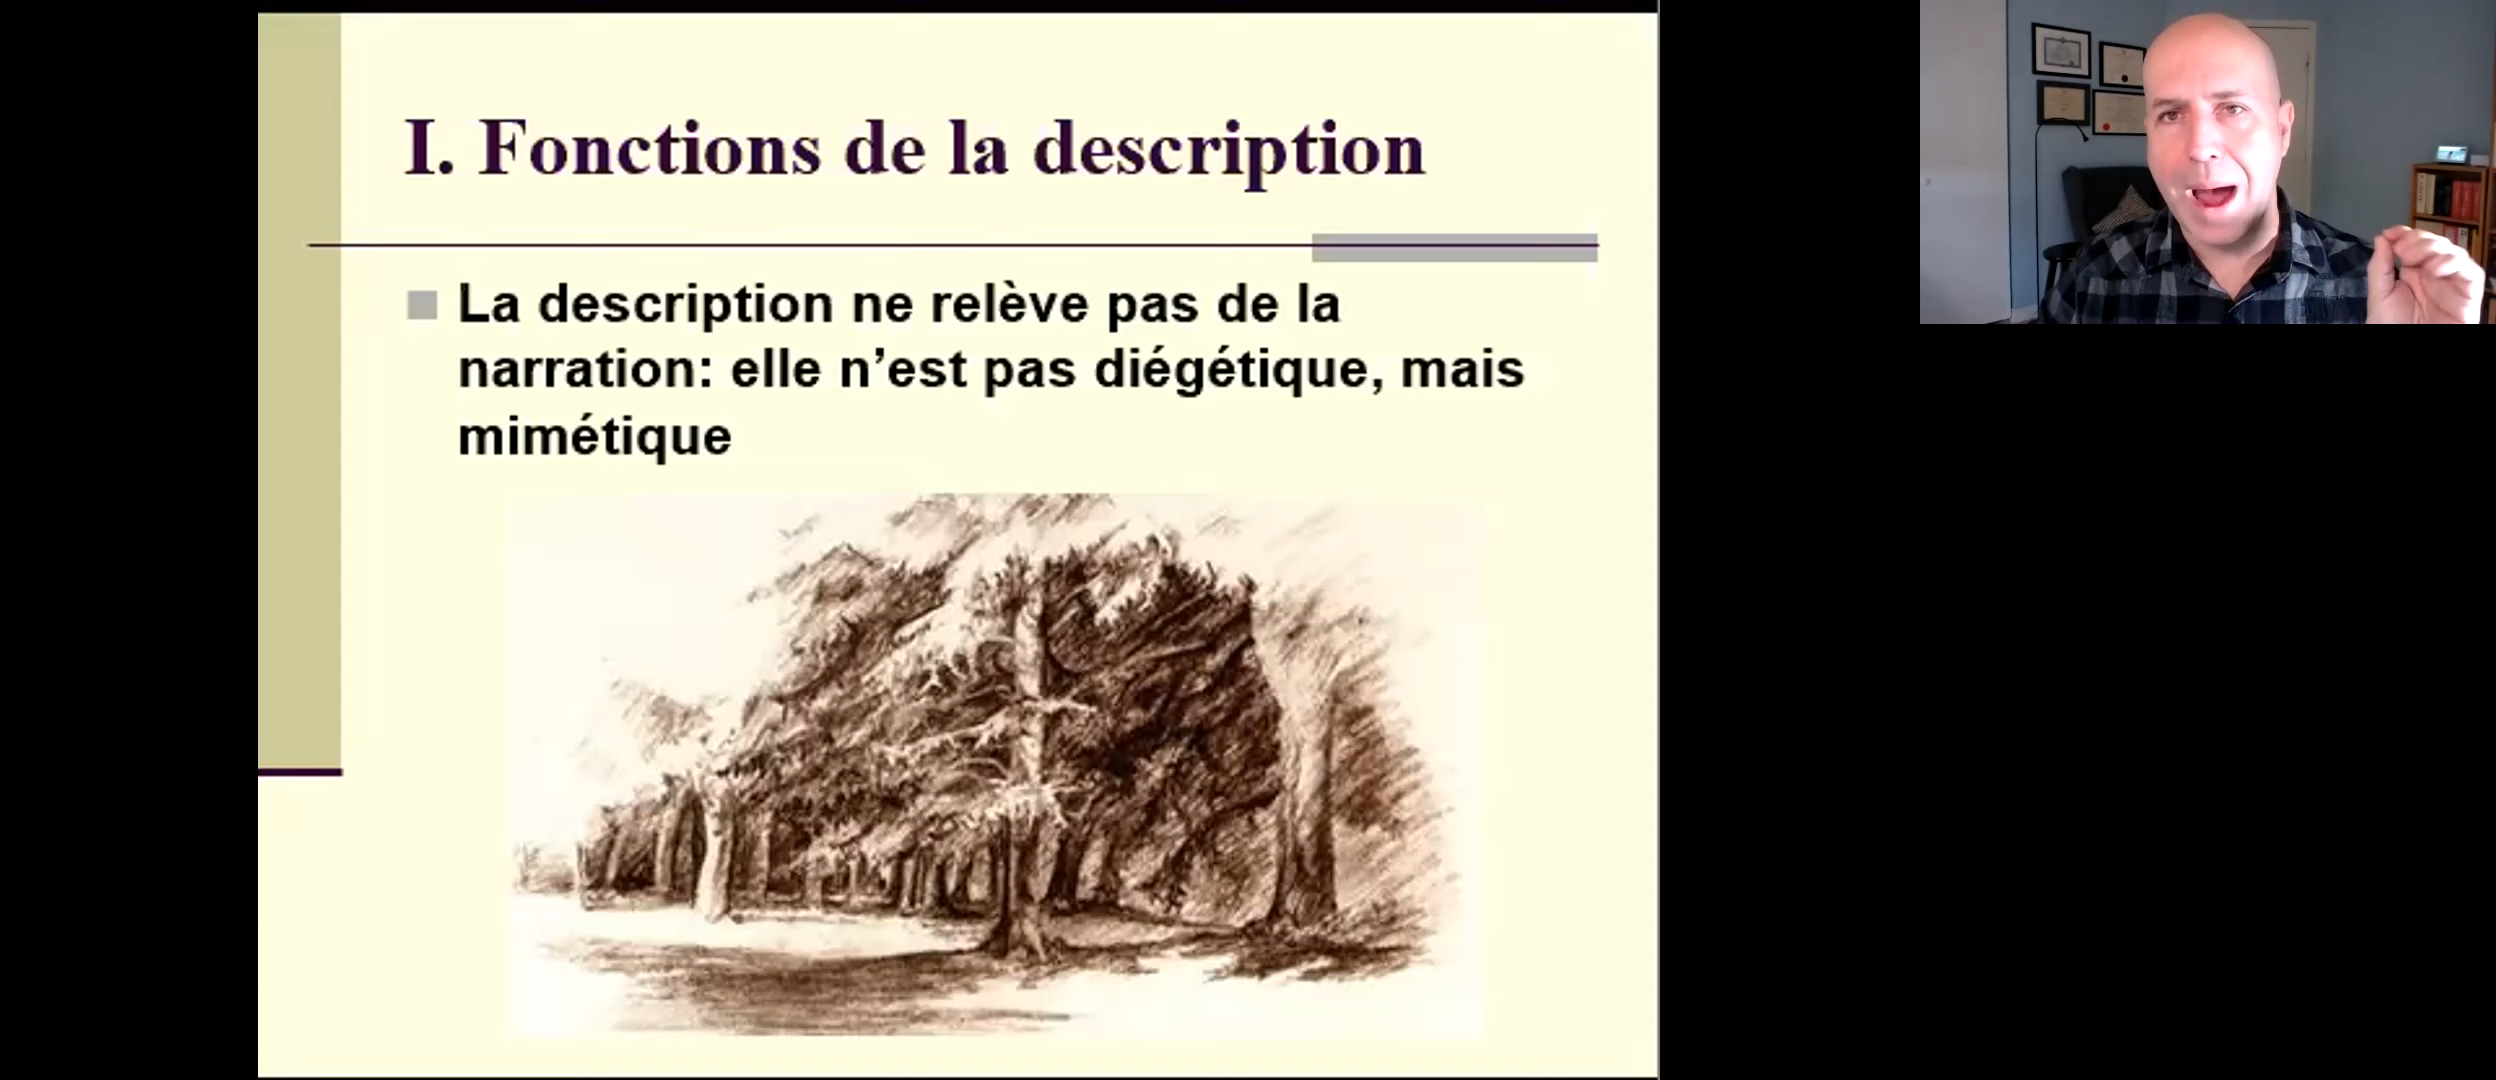 I. Fonctions de la description
La description ne relève pas de la
narration: elle n’est pas diégétique, mais
mimétique